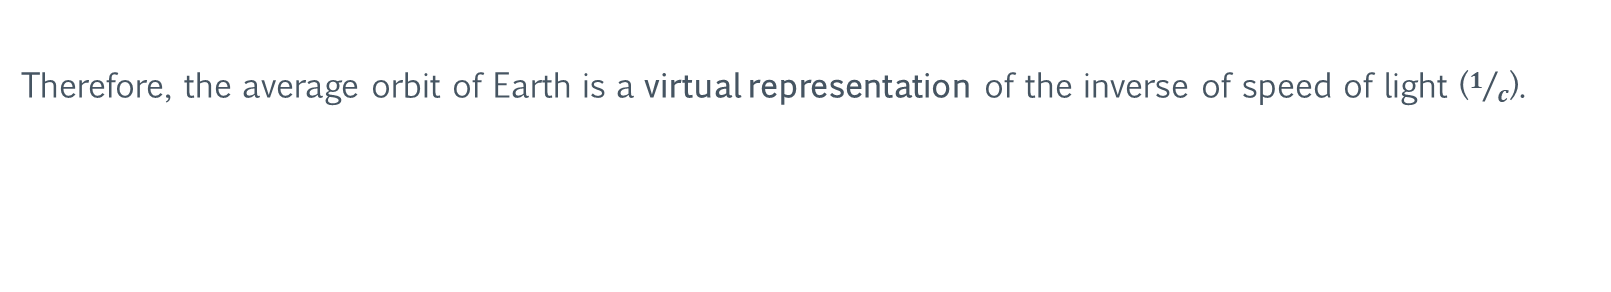 Therefore, the average orbit of Earth is a virtual representation of the inverse of speed of light (1/c).